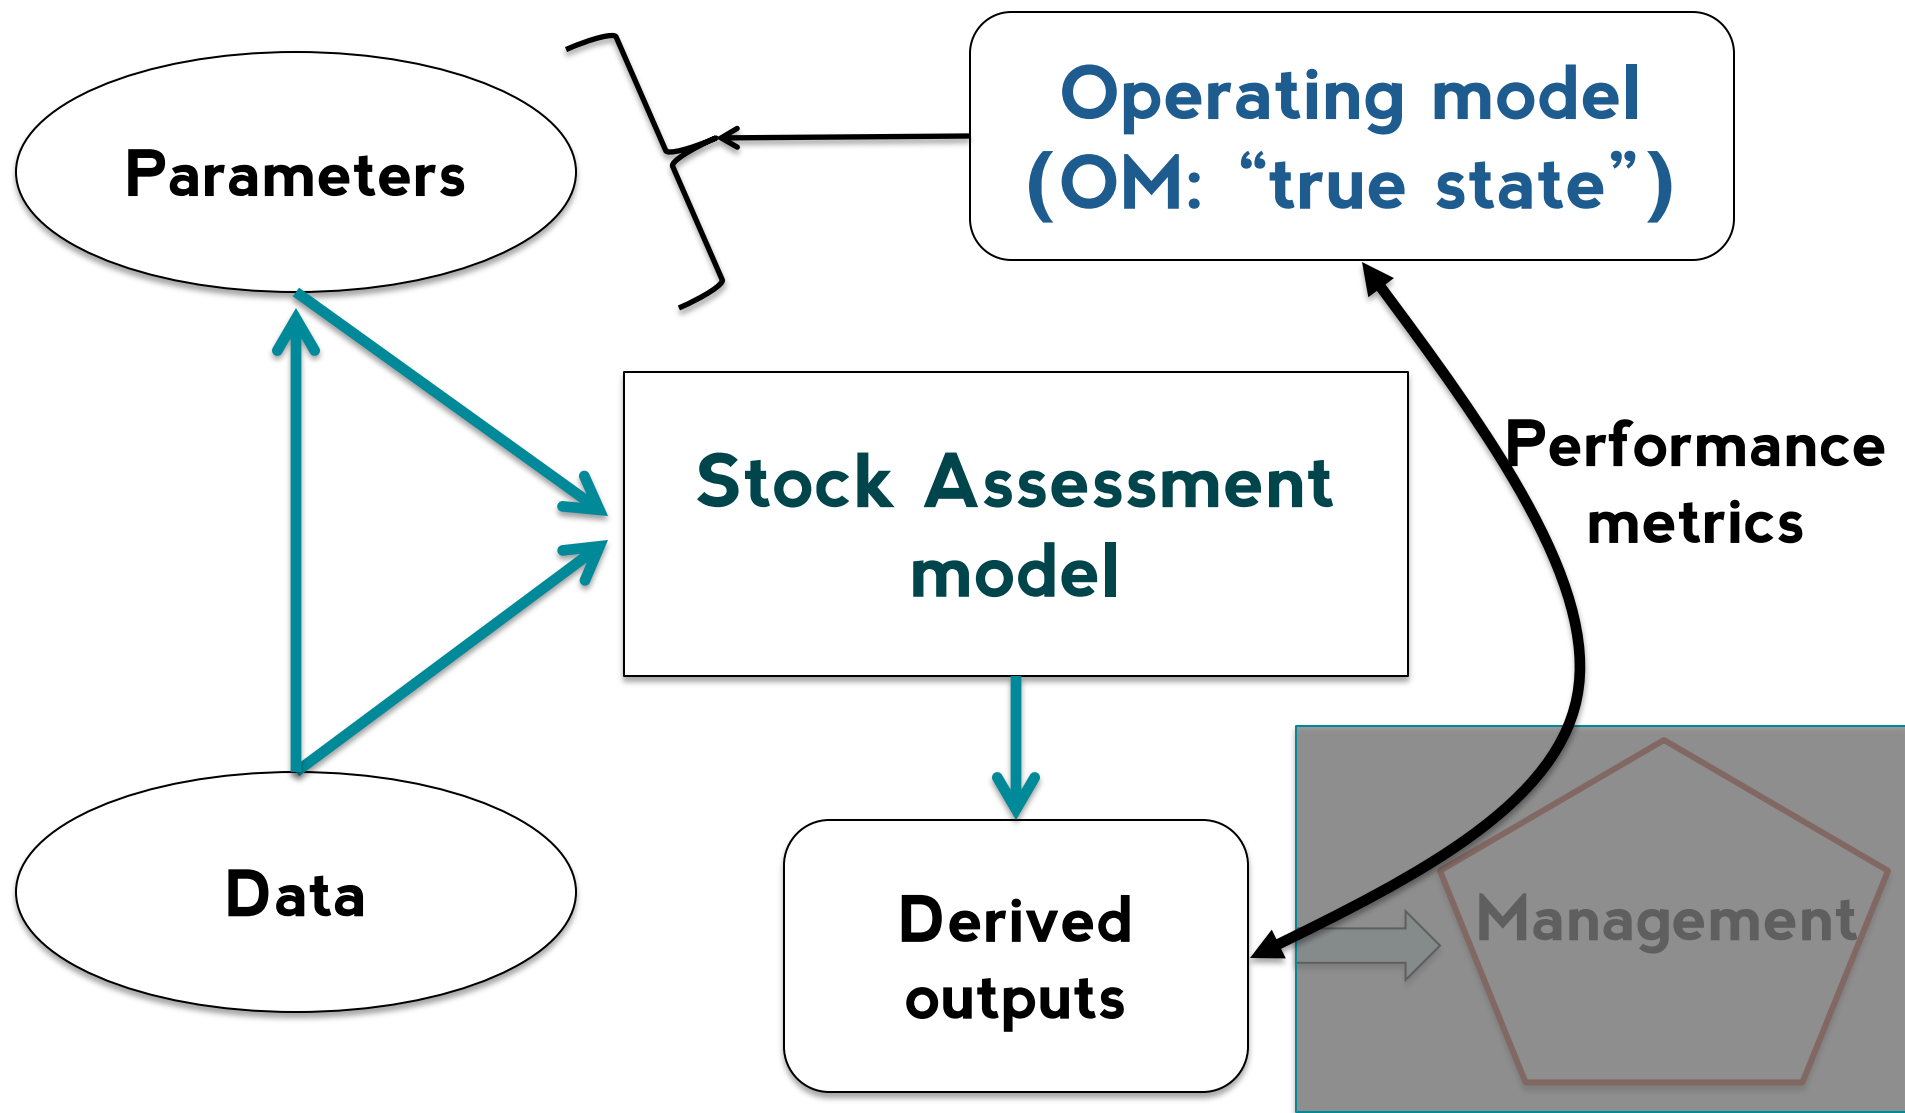 Operating model
(OM: “true state”)
Parameters
Performance
metrics
Stock Assessment
model
Data
Derived
outputs
Management